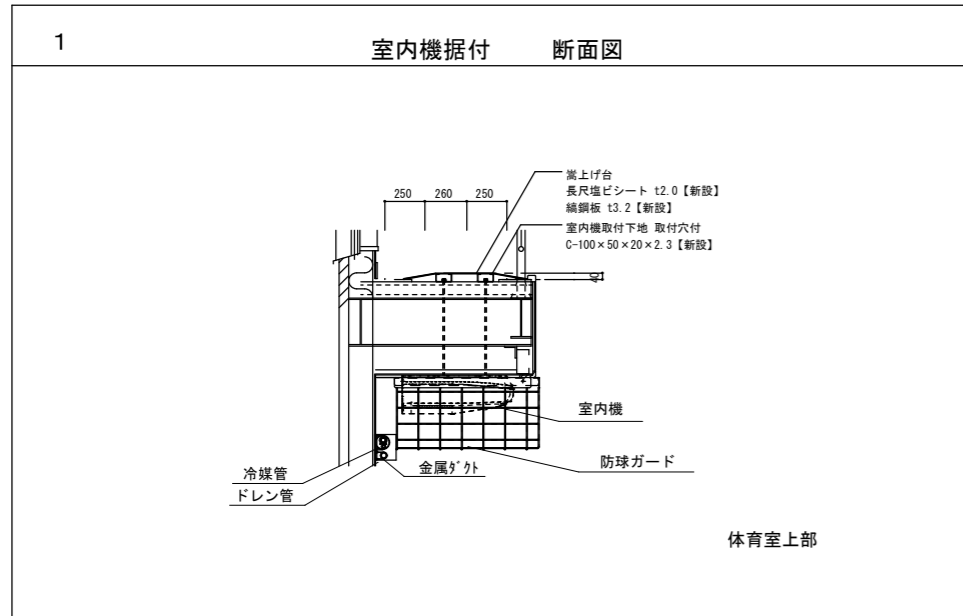 1
室内機据付 断面図
嵩上げ台
長尺塩ビシート t2.0【新設】
縞鋼板 t3.2【新設】
250 260 250
室内機取付下地 取付穴付
C-100×50×20×2.3【新設】
40
室内機
防球ガード
金属ﾀﾞｸﾄ
冷媒管
ドレン管
体育室上部